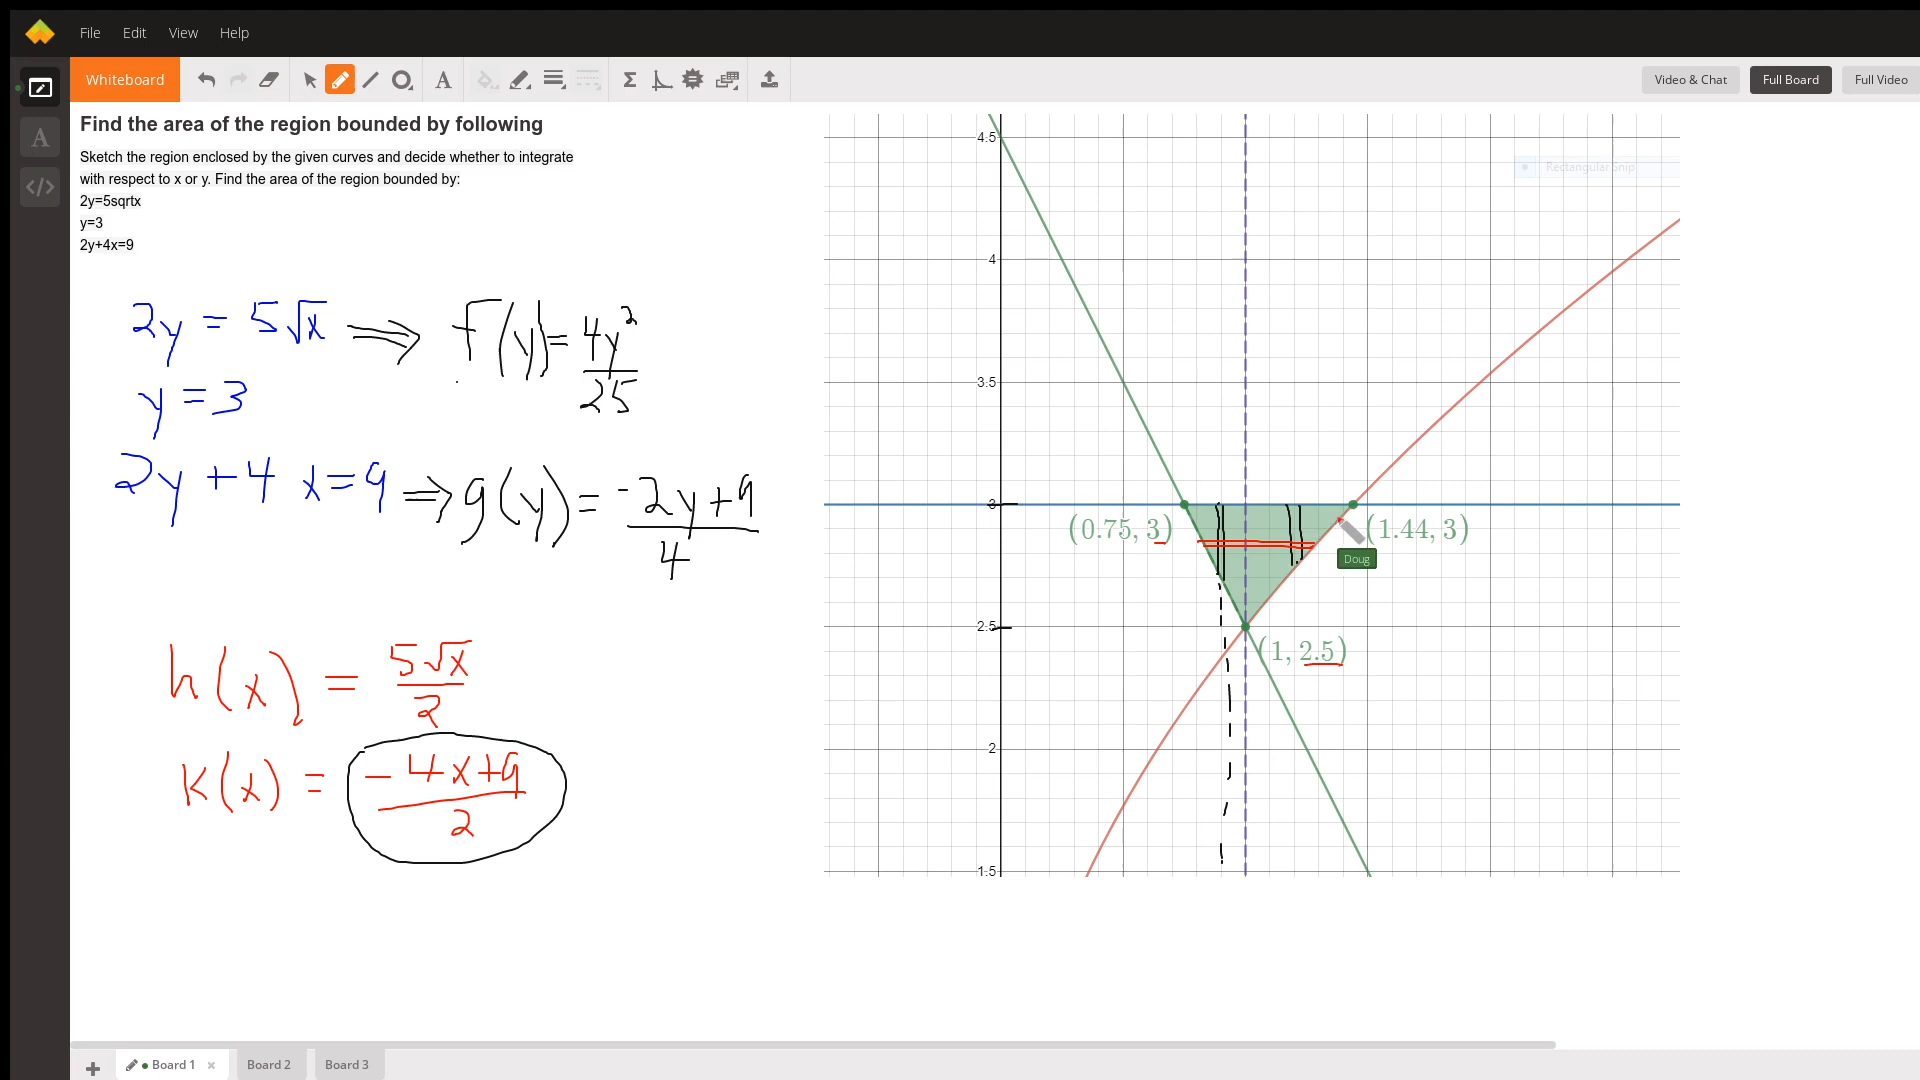 File Edit View Help
Whiteboard
Video & Chat Full Board Full Video
Find the area of the region bounded by following
Sketch the region enclosed by the given curves and decide whether to integrate
with respect to x or y. Find the area of the region bounded by:
2y=5sqrtx
y=3
2y+4x=9
2y = 5√x ⟹ f(y) = 4y²/25
y = 3
2y + 4x = 9 ⟹ g(y) = -2y+9/4
h(x) = 5√x/2
K(x) = -4x+9/2
Rectangular Snip
4.5
4
3.5
3
(0.75, 3) (1.44, 3)
Doug
2.5
(1, 2.5)
2
1.5
Board 1 Board 2 Board 3